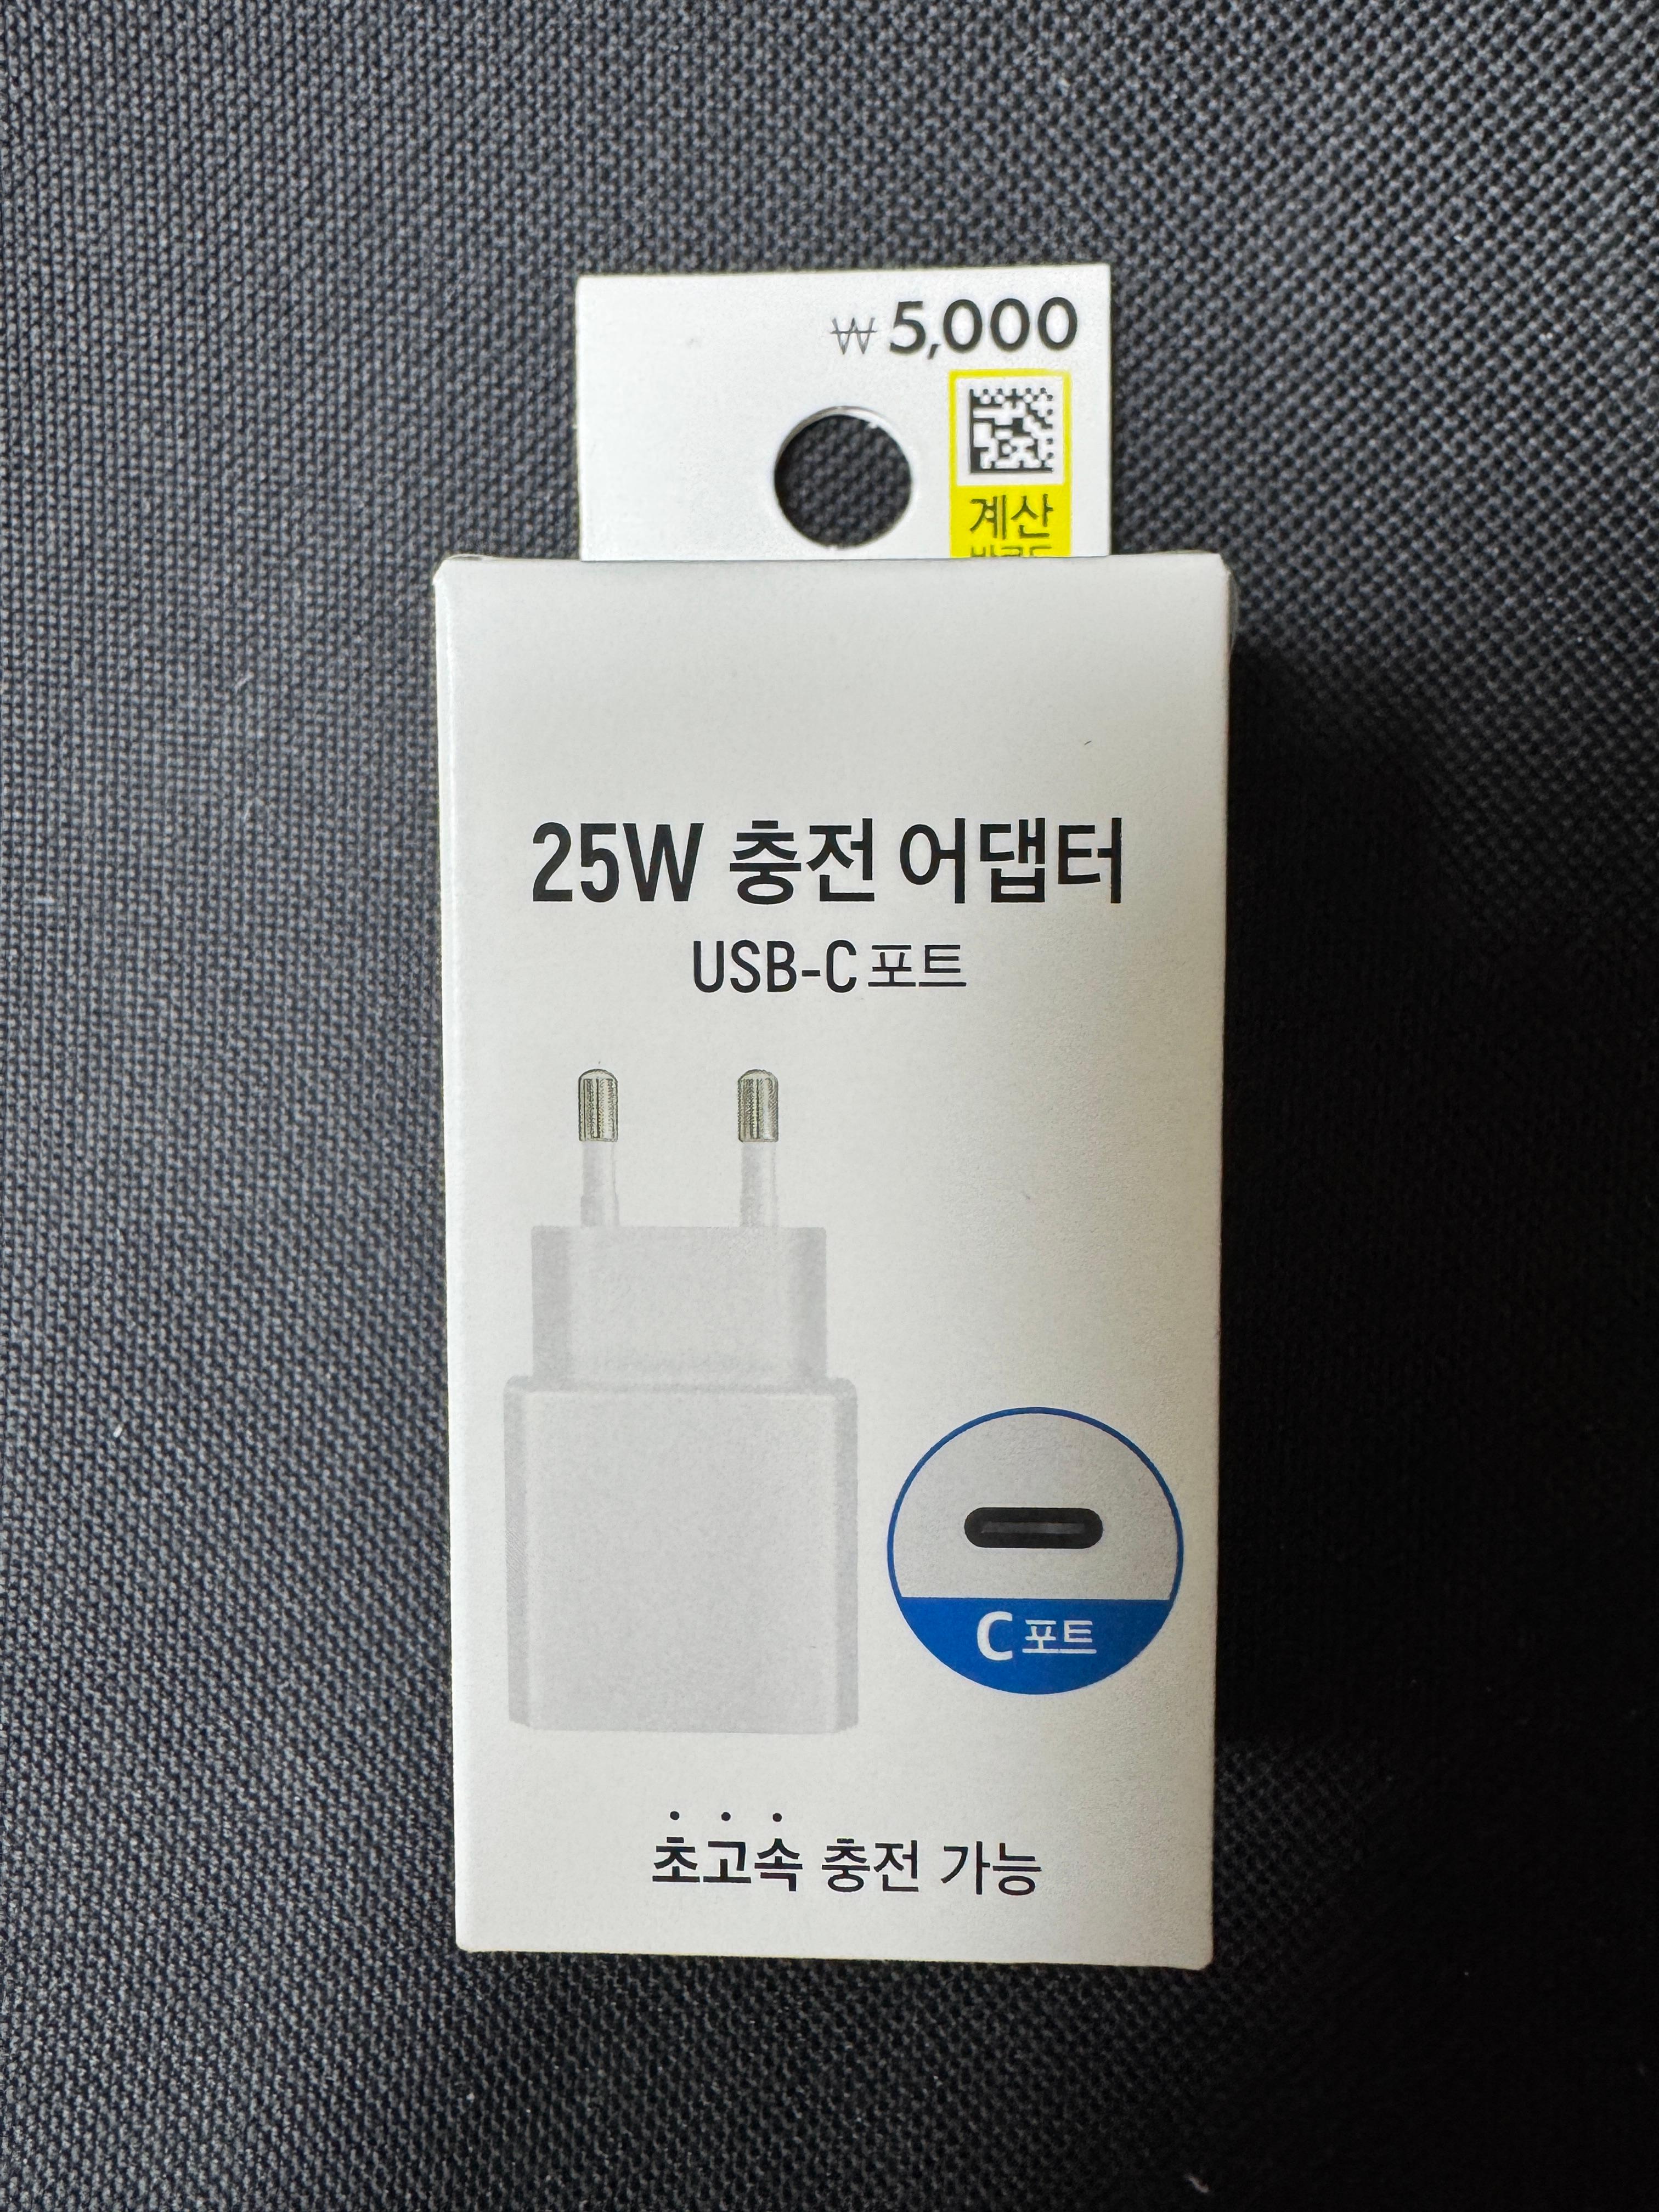 ₩5,000
계산
25W 충전 어댑터
USB-C 포트
C 포트
초고속 충전 가능